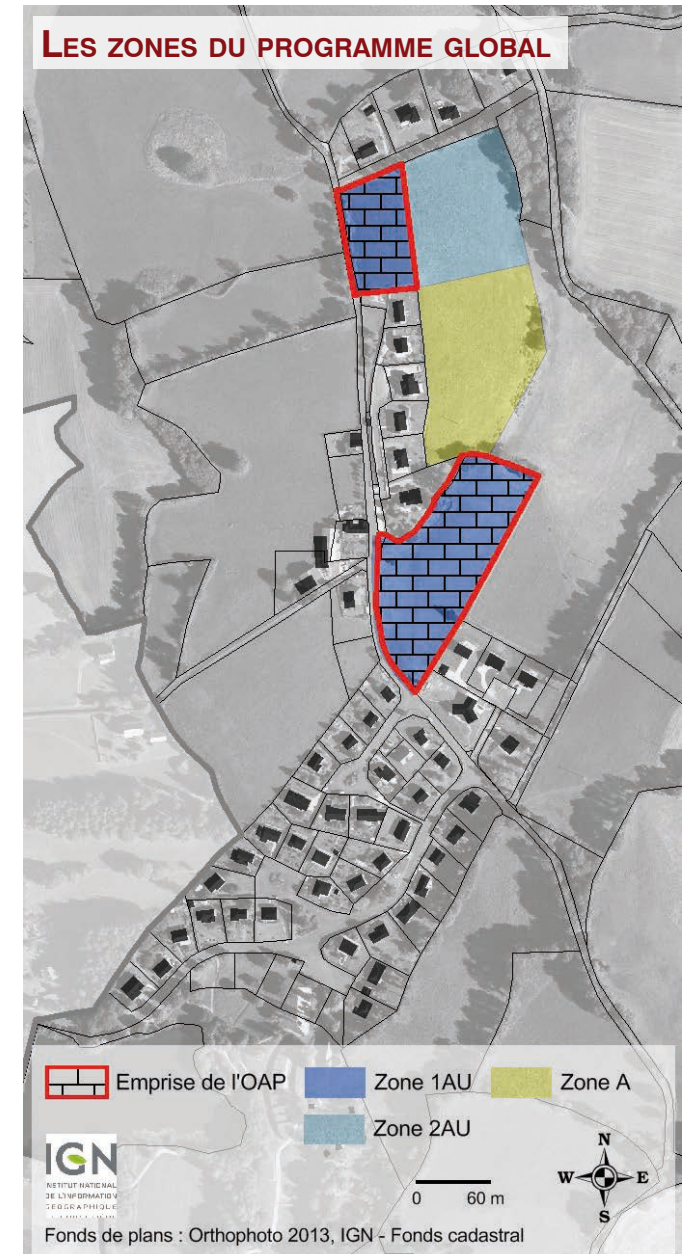 LES ZONES DU PROGRAMME GLOBAL
Emprise de l'OAP
Zone 1AU
Zone A
Zone 2AU
IGN
INSTITUT NATIONAL
DE L'INFORMATION
GEOGRAPHIQUE
N
W E
S
0 60 m
Fonds de plans : Orthophoto 2013, IGN - Fonds cadastral